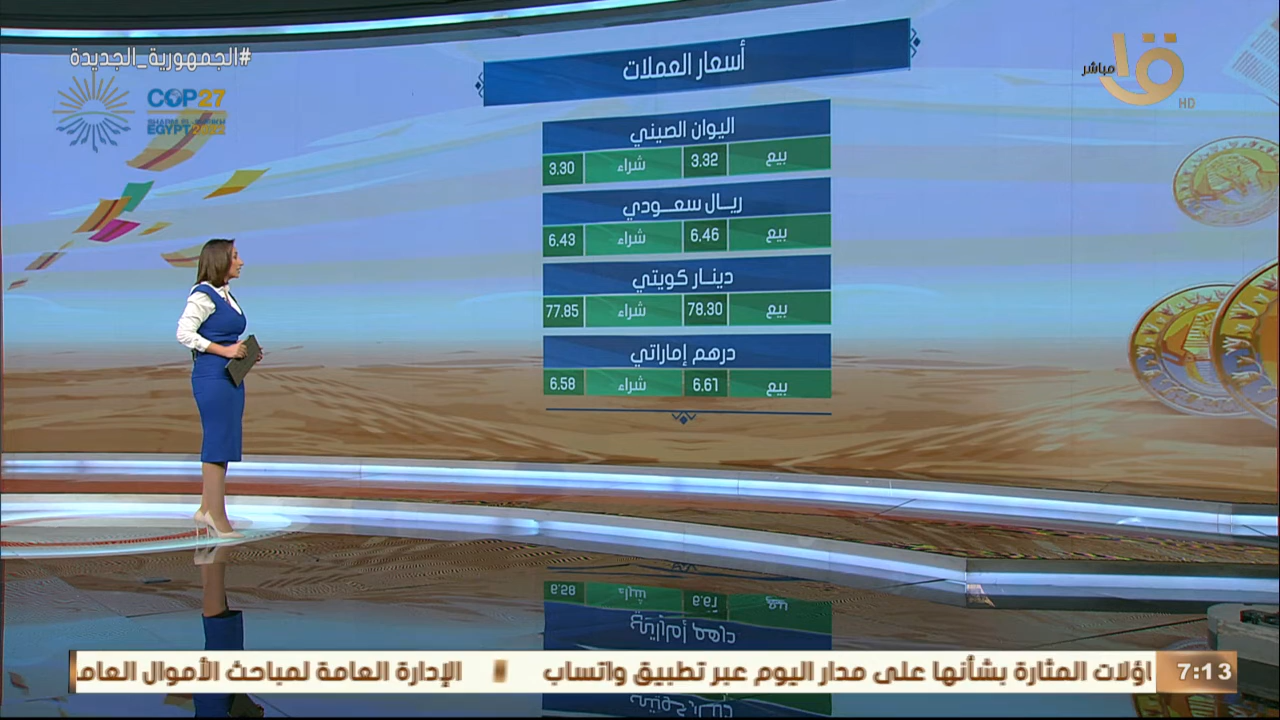 #الجمهورية_الجديدة
COP27
EGYPT
مباشر
HD
أسعار العملات
اليوان الصيني
بيع 3.32 شراء 3.30
ريال سعودي
بيع 6.46 شراء 6.43
دينار كويتي
بيع 78.30 شراء 77.85
درهم إماراتي
بيع 6.61 شراء 6.58
7:13 اؤلات المثارة بشأنها على مدار اليوم عبر تطبيق واتساب الإدارة العامة لمباحث الأموال العام